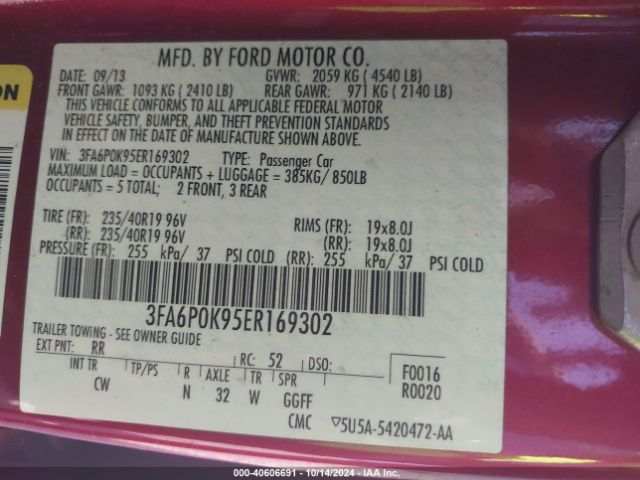 MFD. BY FORD MOTOR CO.
DATE: 09/13 GVWR: 2059 KG ( 4540 LB)
FRONT GAWR: 1093 KG ( 2410 LB) REAR GAWR: 971 KG ( 2140 LB)
THIS VEHICLE CONFORMS TO ALL APPLICABLE FEDERAL MOTOR
VEHICLE SAFETY, BUMPER, AND THEFT PREVENTION STANDARDS
IN EFFECT ON THE DATE OF MANUFACTURE SHOWN ABOVE.
VIN: 3FA6P0K95ER169302 TYPE: Passenger Car
MAXIMUM LOAD = OCCUPANTS + LUGGAGE = 385KG/ 850LB
OCCUPANTS = 5 TOTAL; 2 FRONT, 3 REAR
TIRE (FR): 235/40R19 96V RIMS (FR): 19x8.0J
(RR): 235/40R19 96V (RR): 19x8.0J
PRESSURE (FR): 255 kPa/ 37 PSI COLD (RR): 255 kPa/ 37 PSI COLD
3FA6P0K95ER169302
TRAILER TOWING - SEE OWNER GUIDE
EXT PNT: RR RC: 52 DSO: F0016
R0020
INT TR TP/PS R AXLE TR SPR
CW N 32 W GGFF
CMC ▽5U5A-5420472-AA
ON
000-40606691 - 10/14/2024 - IAA Inc.